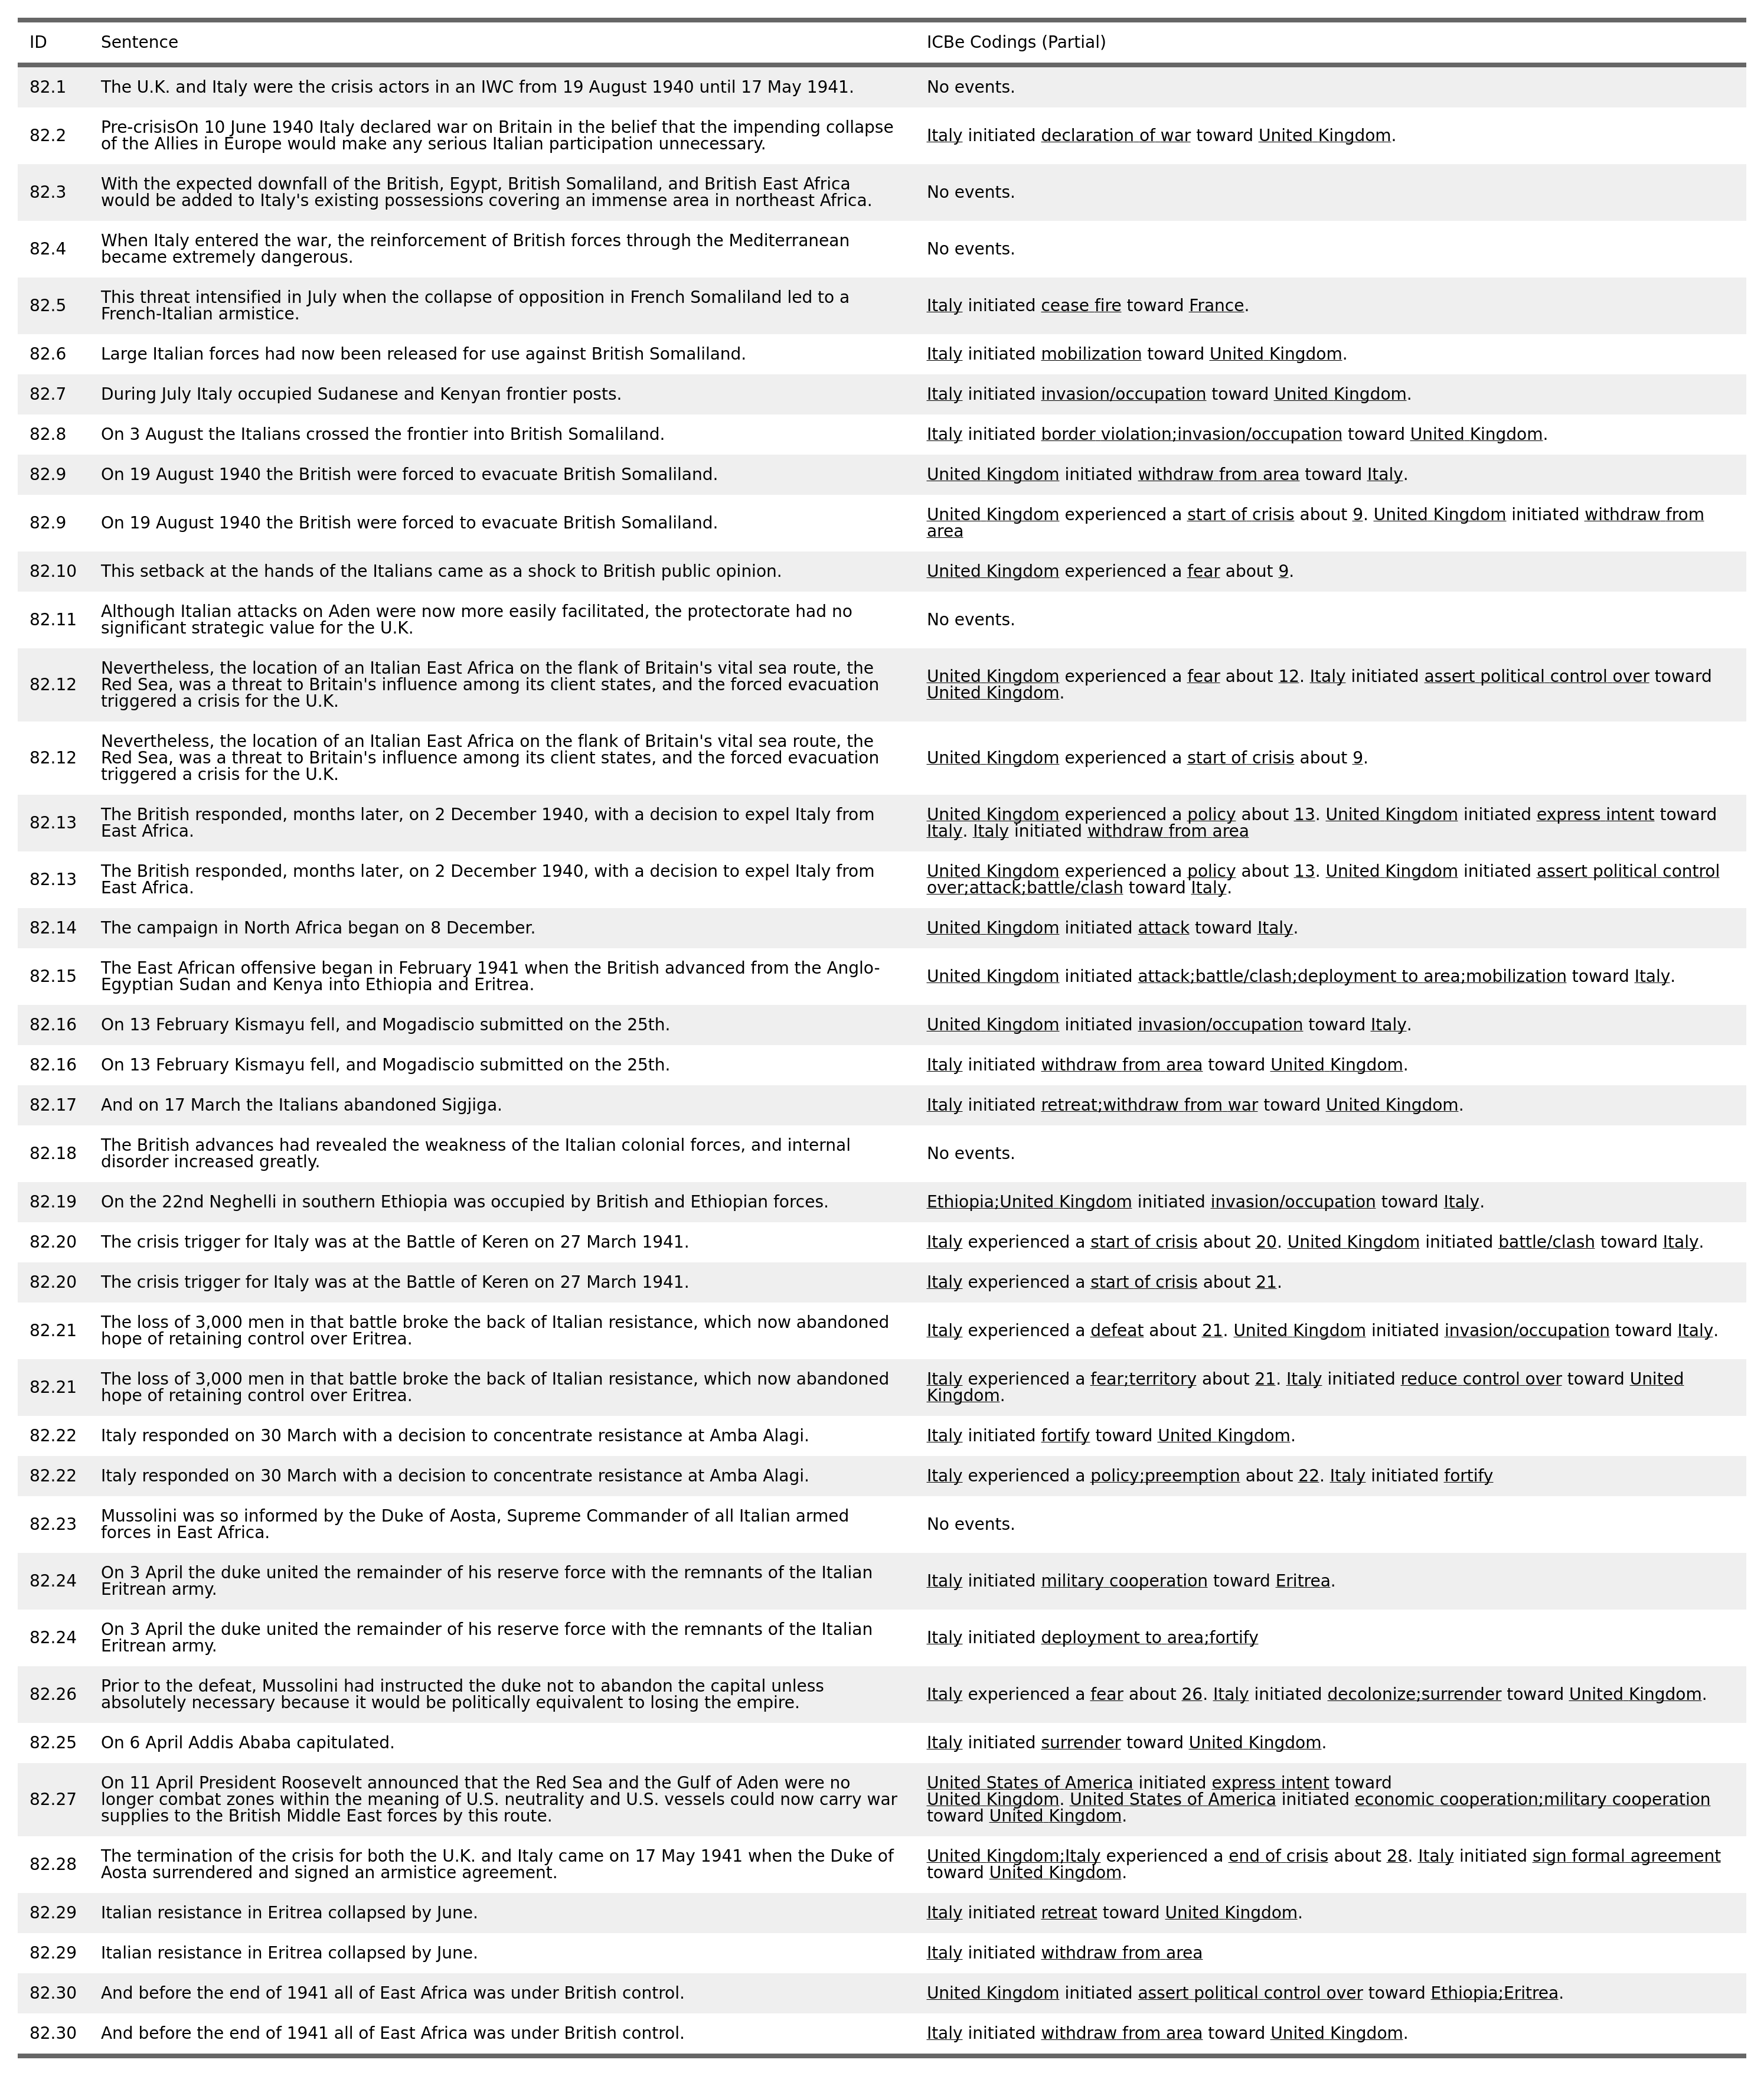 ID Sentence ICBe Codings (Partial)
82.1 The U.K. and Italy were the crisis actors in an IWC from 19 August 1940 until 17 May 1941. No events.
82.2 Pre-crisisOn 10 June 1940 Italy declared war on Britain in the belief that the impending collapse
of the Allies in Europe would make any serious Italian participation unnecessary. Italy initiated declaration of war toward United Kingdom.
82.3 With the expected downfall of the British, Egypt, British Somaliland, and British East Africa
would be added to Italy's existing possessions covering an immense area in northeast Africa. No events.
82.4 When Italy entered the war, the reinforcement of British forces through the Mediterranean
became extremely dangerous. No events.
82.5 This threat intensified in July when the collapse of opposition in French Somaliland led to a
French-Italian armistice. Italy initiated cease fire toward France.
82.6 Large Italian forces had now been released for use against British Somaliland. Italy initiated mobilization toward United Kingdom.
82.7 During July Italy occupied Sudanese and Kenyan frontier posts. Italy initiated invasion/occupation toward United Kingdom.
82.8 On 3 August the Italians crossed the frontier into British Somaliland. Italy initiated border violation;invasion/occupation toward United Kingdom.
82.9 On 19 August 1940 the British were forced to evacuate British Somaliland. United Kingdom initiated withdraw from area toward Italy.
82.9 On 19 August 1940 the British were forced to evacuate British Somaliland. United Kingdom experienced a start of crisis about 9. United Kingdom initiated withdraw from
area
82.10 This setback at the hands of the Italians came as a shock to British public opinion. United Kingdom experienced a fear about 9.
82.11 Although Italian attacks on Aden were now more easily facilitated, the protectorate had no
significant strategic value for the U.K. No events.
82.12 Nevertheless, the location of an Italian East Africa on the flank of Britain's vital sea route, the
Red Sea, was a threat to Britain's influence among its client states, and the forced evacuation
triggered a crisis for the U.K. United Kingdom experienced a fear about 12. Italy initiated assert political control over toward
United Kingdom.
82.12 Nevertheless, the location of an Italian East Africa on the flank of Britain's vital sea route, the
Red Sea, was a threat to Britain's influence among its client states, and the forced evacuation
triggered a crisis for the U.K. United Kingdom experienced a start of crisis about 9.
82.13 The British responded, months later, on 2 December 1940, with a decision to expel Italy from
East Africa. United Kingdom experienced a policy about 13. United Kingdom initiated express intent toward
Italy. Italy initiated withdraw from area
82.13 The British responded, months later, on 2 December 1940, with a decision to expel Italy from
East Africa. United Kingdom experienced a policy about 13. United Kingdom initiated assert political control
over;attack;battle/clash toward Italy.
82.14 The campaign in North Africa began on 8 December. United Kingdom initiated attack toward Italy.
82.15 The East African offensive began in February 1941 when the British advanced from the Anglo-
Egyptian Sudan and Kenya into Ethiopia and Eritrea. United Kingdom initiated attack;battle/clash;deployment to area;mobilization toward Italy.
82.16 On 13 February Kismayu fell, and Mogadiscio submitted on the 25th. United Kingdom initiated invasion/occupation toward Italy.
82.16 On 13 February Kismayu fell, and Mogadiscio submitted on the 25th. Italy initiated withdraw from area toward United Kingdom.
82.17 And on 17 March the Italians abandoned Sigjiga. Italy initiated retreat;withdraw from war toward United Kingdom.
82.18 The British advances had revealed the weakness of the Italian colonial forces, and internal
disorder increased greatly. No events.
82.19 On the 22nd Neghelli in southern Ethiopia was occupied by British and Ethiopian forces. Ethiopia;United Kingdom initiated invasion/occupation toward Italy.
82.20 The crisis trigger for Italy was at the Battle of Keren on 27 March 1941. Italy experienced a start of crisis about 20. United Kingdom initiated battle/clash toward Italy.
82.20 The crisis trigger for Italy was at the Battle of Keren on 27 March 1941. Italy experienced a start of crisis about 21.
82.21 The loss of 3,000 men in that battle broke the back of Italian resistance, which now abandoned
hope of retaining control over Eritrea. Italy experienced a defeat about 21. United Kingdom initiated invasion/occupation toward Italy.
82.21 The loss of 3,000 men in that battle broke the back of Italian resistance, which now abandoned
hope of retaining control over Eritrea. Italy experienced a fear;territory about 21. Italy initiated reduce control over toward United
Kingdom.
82.22 Italy responded on 30 March with a decision to concentrate resistance at Amba Alagi. Italy initiated fortify toward United Kingdom.
82.22 Italy responded on 30 March with a decision to concentrate resistance at Amba Alagi. Italy experienced a policy;preemption about 22. Italy initiated fortify
82.23 Mussolini was so informed by the Duke of Aosta, Supreme Commander of all Italian armed
forces in East Africa. No events.
82.24 On 3 April the duke united the remainder of his reserve force with the remnants of the Italian
Eritrean army. Italy initiated military cooperation toward Eritrea.
82.24 On 3 April the duke united the remainder of his reserve force with the remnants of the Italian
Eritrean army. Italy initiated deployment to area;fortify
82.26 Prior to the defeat, Mussolini had instructed the duke not to abandon the capital unless
absolutely necessary because it would be politically equivalent to losing the empire. Italy experienced a fear about 26. Italy initiated decolonize;surrender toward United Kingdom.
82.25 On 6 April Addis Ababa capitulated. Italy initiated surrender toward United Kingdom.
82.27 On 11 April President Roosevelt announced that the Red Sea and the Gulf of Aden were no
longer combat zones within the meaning of U.S. neutrality and U.S. vessels could now carry war
supplies to the British Middle East forces by this route. United States of America initiated express intent toward
United Kingdom. United States of America initiated economic cooperation;military cooperation
toward United Kingdom.
82.28 The termination of the crisis for both the U.K. and Italy came on 17 May 1941 when the Duke of
Aosta surrendered and signed an armistice agreement. United Kingdom;Italy experienced a end of crisis about 28. Italy initiated sign formal agreement
toward United Kingdom.
82.29 Italian resistance in Eritrea collapsed by June. Italy initiated retreat toward United Kingdom.
82.29 Italian resistance in Eritrea collapsed by June. Italy initiated withdraw from area
82.30 And before the end of 1941 all of East Africa was under British control. United Kingdom initiated assert political control over toward Ethiopia;Eritrea.
82.30 And before the end of 1941 all of East Africa was under British control. Italy initiated withdraw from area toward United Kingdom.